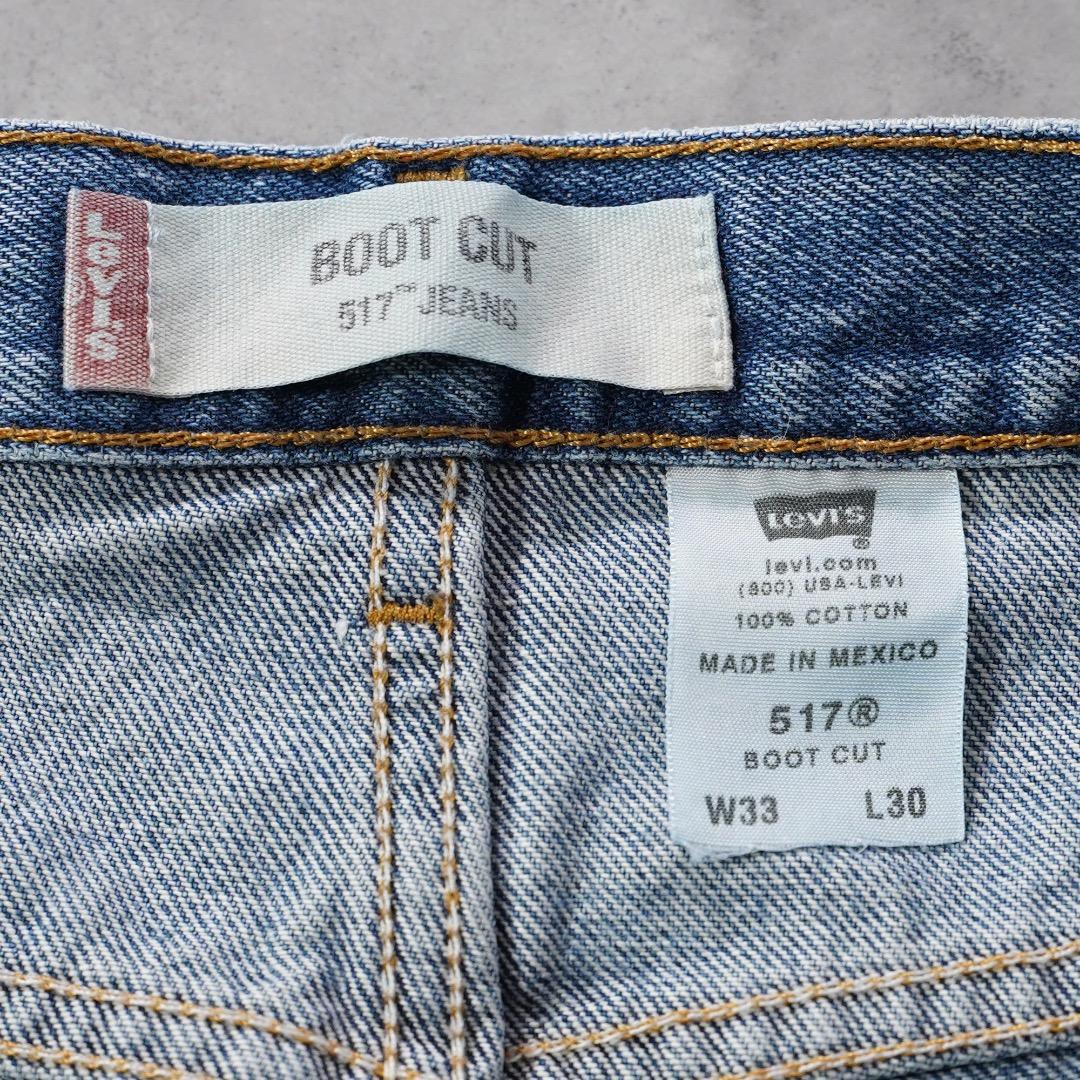 Levi's
BOOT CUT
517™ JEANS
Levi's
®
levi.com
(800) USA-LEVI
100% COTTON
MADE IN MEXICO
517®
BOOT CUT
W33 L30